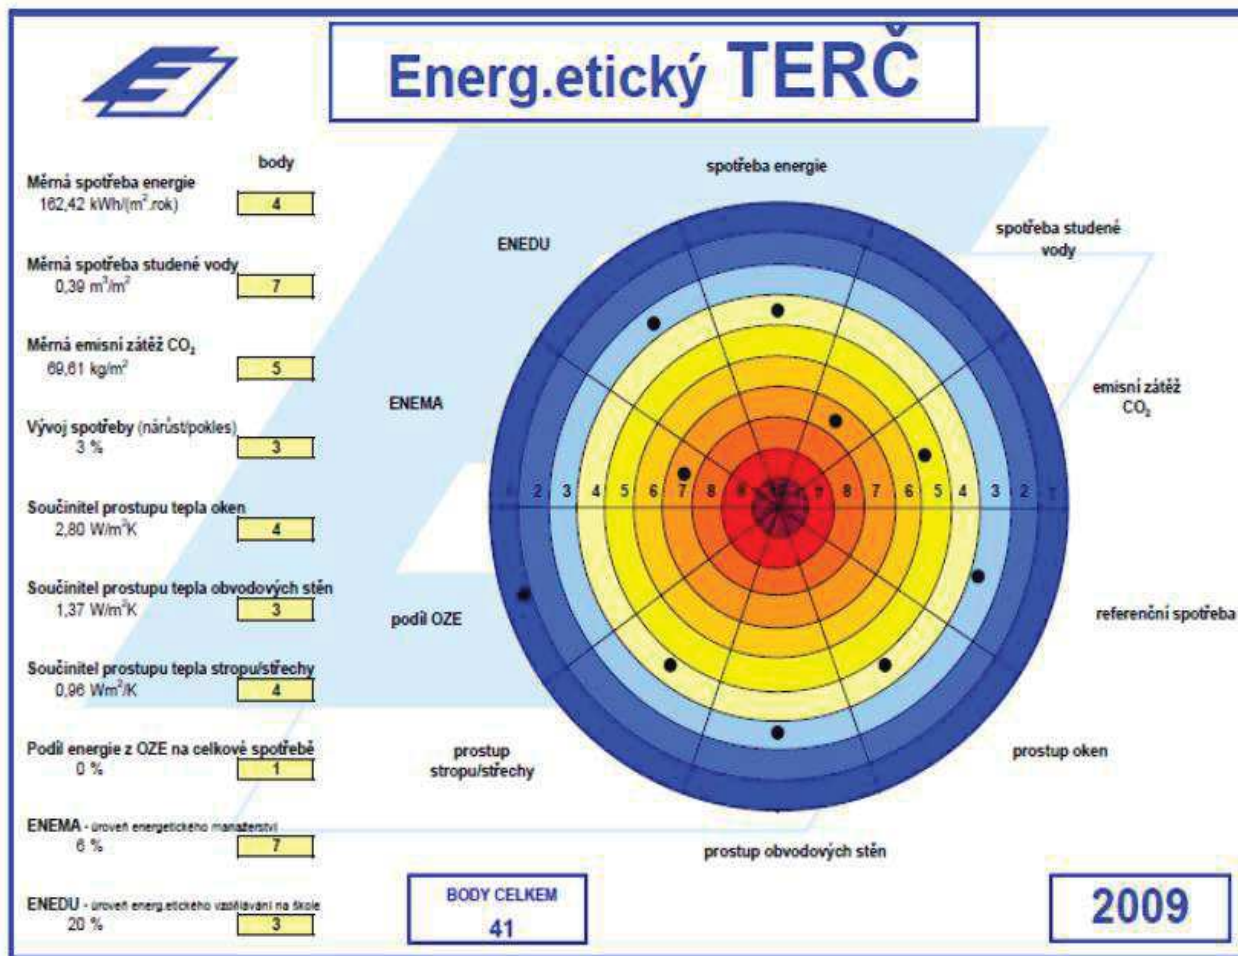 Energ.etický TERČ
body
Měrná spotřeba energie
162,42 kWh/(m².rok)
4
Měrná spotřeba studené vody
0,39 m³/m²
7
Měrná emisní zátěž CO₂
69,61 kg/m²
5
Vývoj spotřeby (nárůst/pokles)
3 %
3
Součinitel prostupu tepla oken
2,80 W/m²K
4
Součinitel prostupu tepla obvodových stěn
1,37 W/m²K
3
Součinitel prostupu tepla stropu/střechy
0,96 Wm²/K
4
Podíl energie z OZE na celkové spotřebě
0 %
1
ENEMA - úroveň energetického manažerství
6 %
7
ENEDU - úroveň energ.etického vzdělávání na škole
20 %
3
spotřeba energie
spotřeba studené
vody
emisní zátěž
CO₂
referenční spotřeba
prostup oken
prostup obvodových stěn
prostup
stropu/střechy
podíl OZE
ENEMA
ENEDU
2 3 4 5 6 7 8
8 7 6 5 4 3 2
BODY CELKEM
41
2009